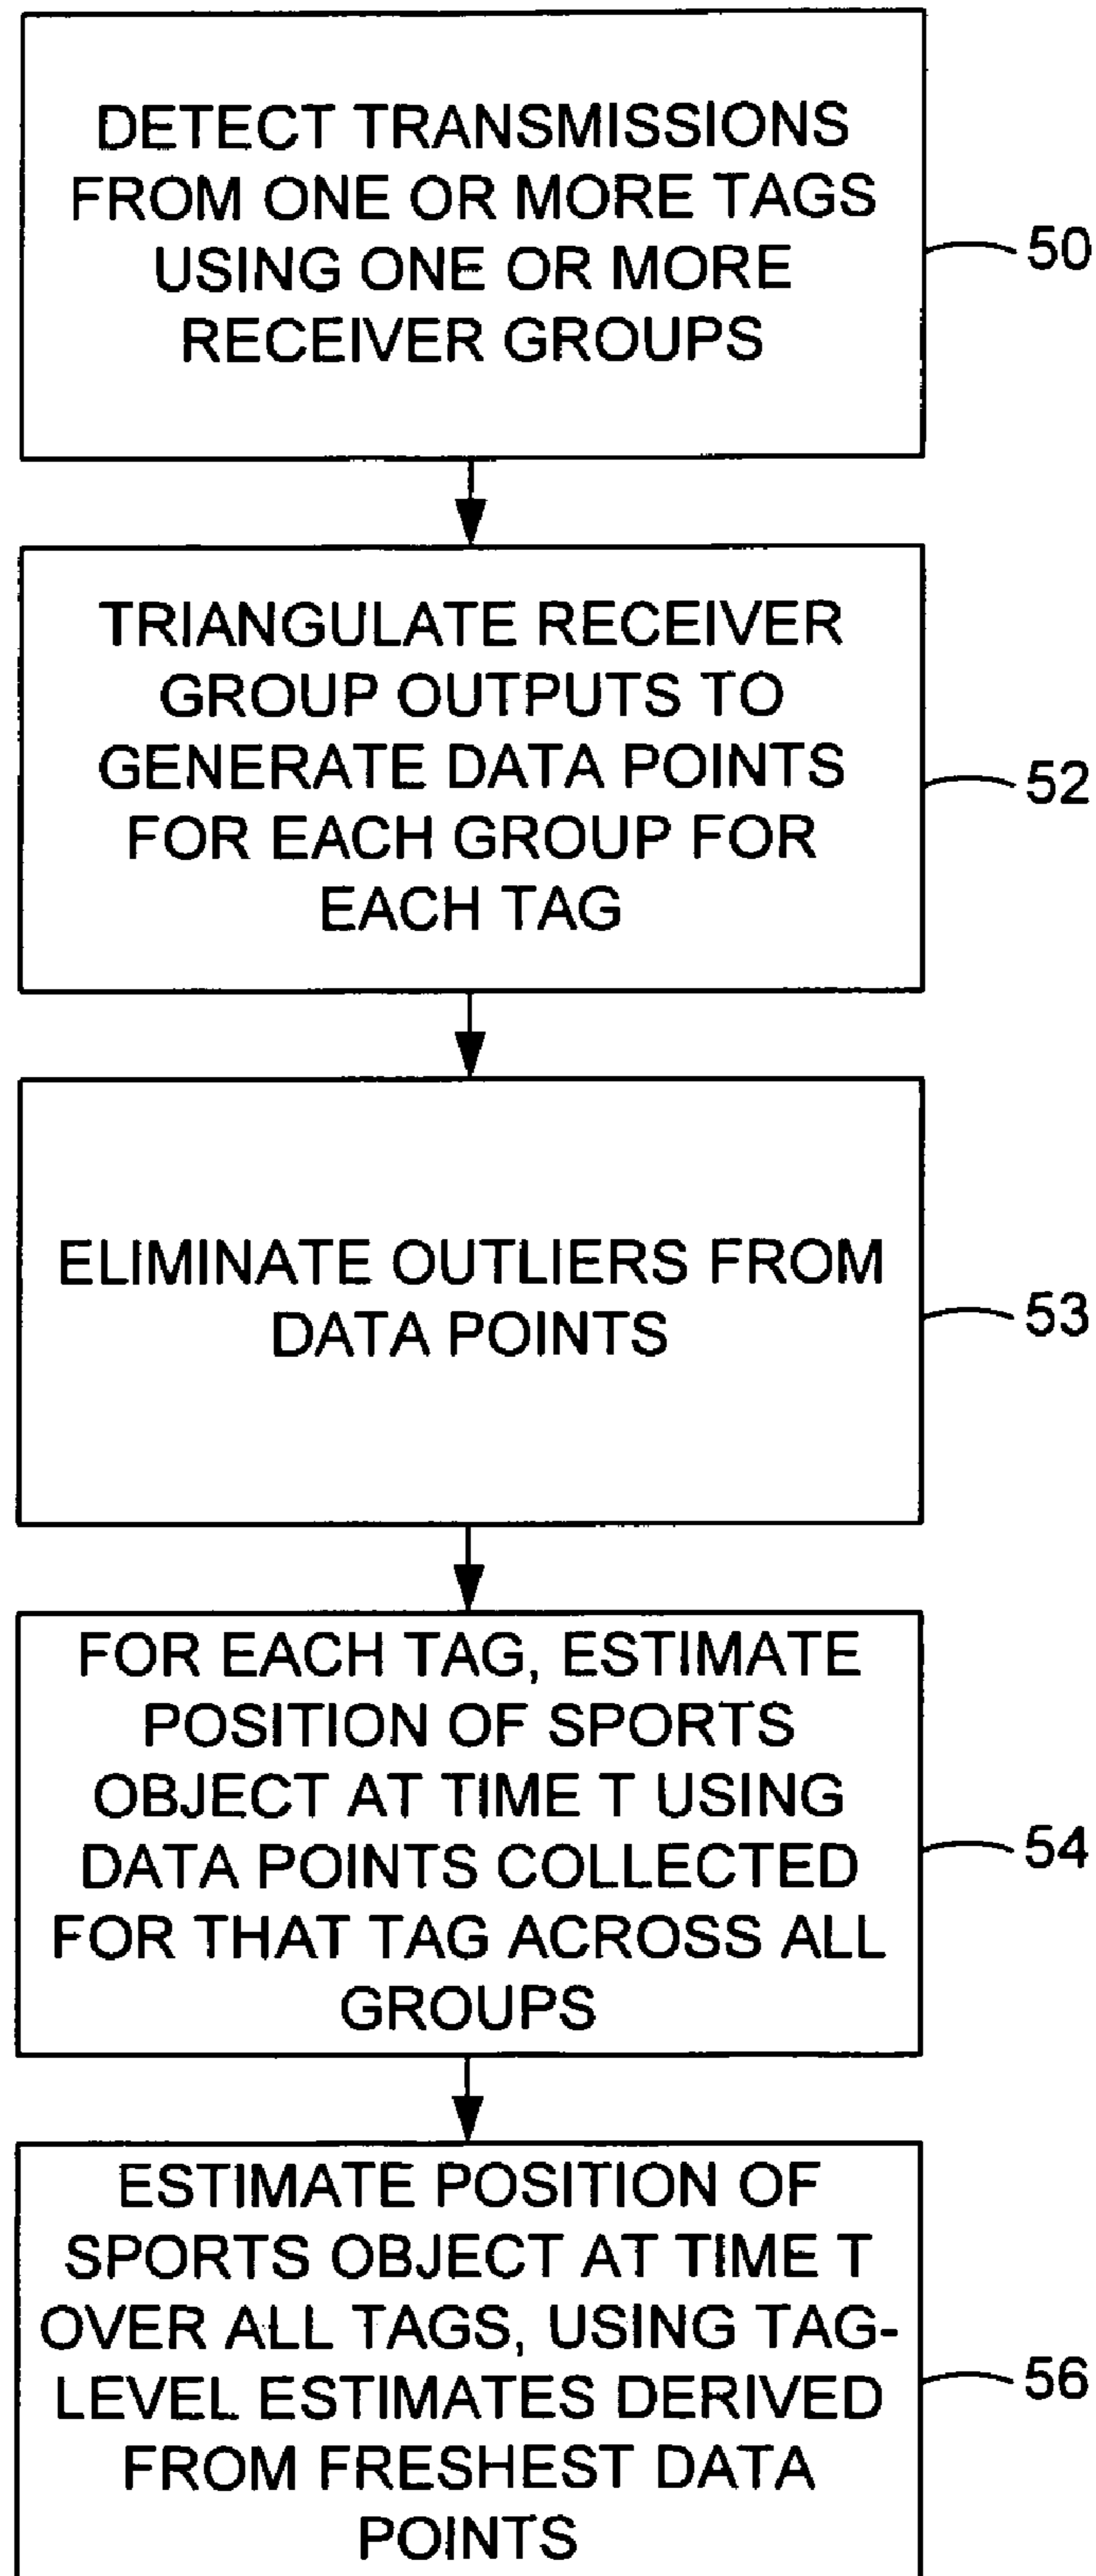 DETECT TRANSMISSIONS
FROM ONE OR MORE TAGS
USING ONE OR MORE
RECEIVER GROUPS
50
TRIANGULATE RECEIVER
GROUP OUTPUTS TO
GENERATE DATA POINTS
FOR EACH GROUP FOR
EACH TAG
52
ELIMINATE OUTLIERS FROM
DATA POINTS
53
FOR EACH TAG, ESTIMATE
POSITION OF SPORTS
OBJECT AT TIME T USING
DATA POINTS COLLECTED
FOR THAT TAG ACROSS ALL
GROUPS
54
ESTIMATE POSITION OF
SPORTS OBJECT AT TIME T
OVER ALL TAGS, USING TAG-
LEVEL ESTIMATES DERIVED
FROM FRESHEST DATA
POINTS
56